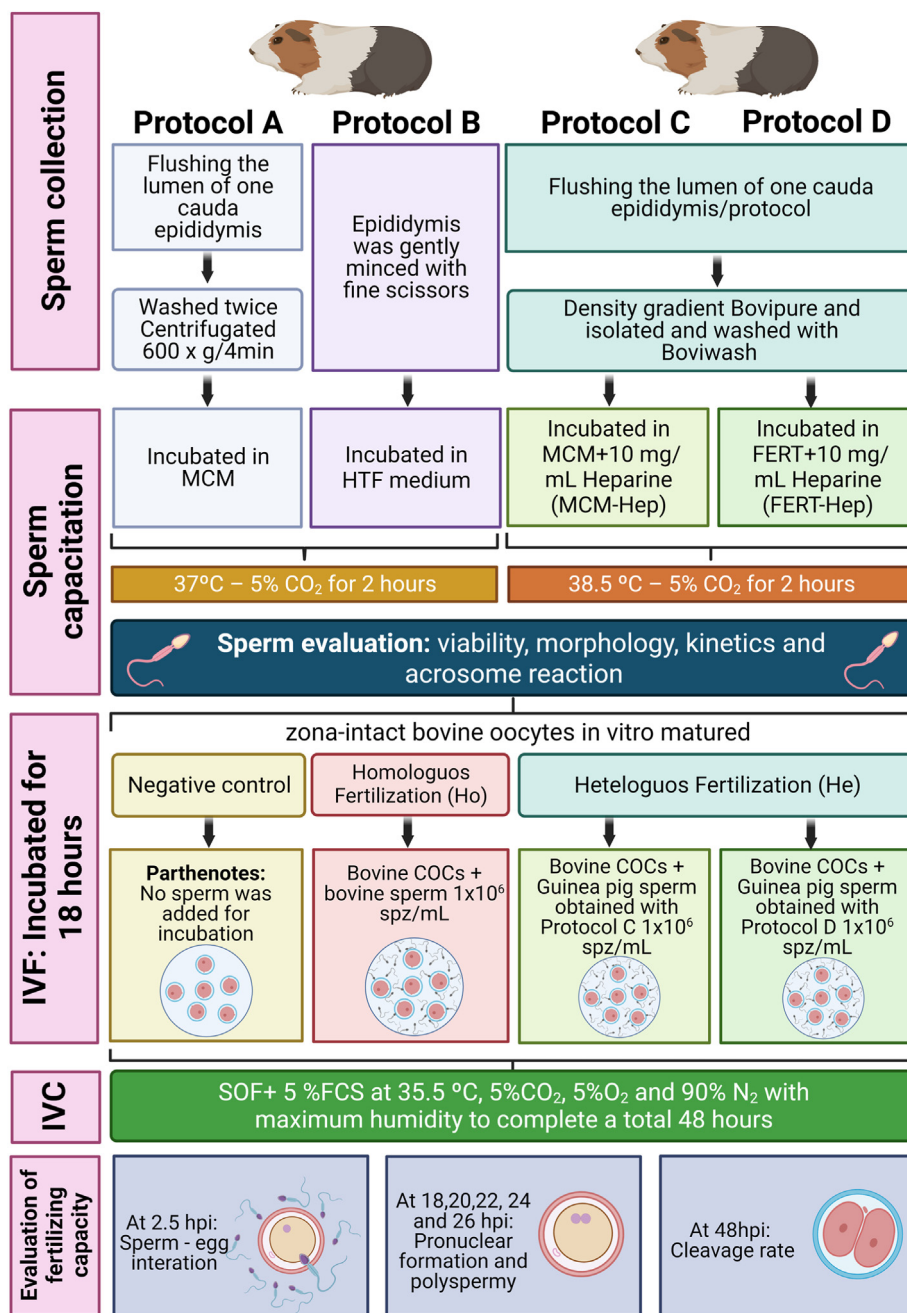 Sperm collection
Protocol A
Protocol B
Protocol C
Protocol D
Flushing the
lumen of one
cauda
epididymis
Washed twice
Centrifugated
600 x g/4min
Epididymis
was gently
minced with
fine scissors
Flushing the lumen of one cauda
epididymis/protocol
Density gradient Bovipure and
isolated and washed with
Boviwash
Sperm
capacitation
Incubated in
MCM
Incubated in
HTF medium
Incubated in
MCM+10 mg/
mL Heparine
(MCM-Hep)
Incubated in
FERT+10 mg/
mL Heparine
(FERT-Hep)
37ºC – 5% CO₂ for 2 hours
38.5 ºC – 5% CO₂ for 2 hours
Sperm evaluation: viability, morphology, kinetics and
acrosome reaction
IVF: Incubated for
18 hours
zona-intact bovine oocytes in vitro matured
Negative control
Homologuos
Fertilization (Ho)
Heteloguos Fertilization (He)
Parthenotes:
No sperm was
added for
incubation
Bovine COCs +
bovine sperm 1x10⁶
spz/mL
Bovine COCs +
Guinea pig sperm
obtained with
Protocol C 1x10⁶
spz/mL
Bovine COCs +
Guinea pig sperm
obtained with
Protocol D 1x10⁶
spz/mL
IVC
SOF+ 5 %FCS at 35.5 ºC, 5%CO₂, 5%O₂ and 90% N₂ with
maximum humidity to complete a total 48 hours
Evaluation of
fertilizing
capacity
At 2.5 hpi:
Sperm - egg
interation
At 18,20,22, 24
and 26 hpi:
Pronuclear
formation and
polyspermy
At 48hpi:
Cleavage rate